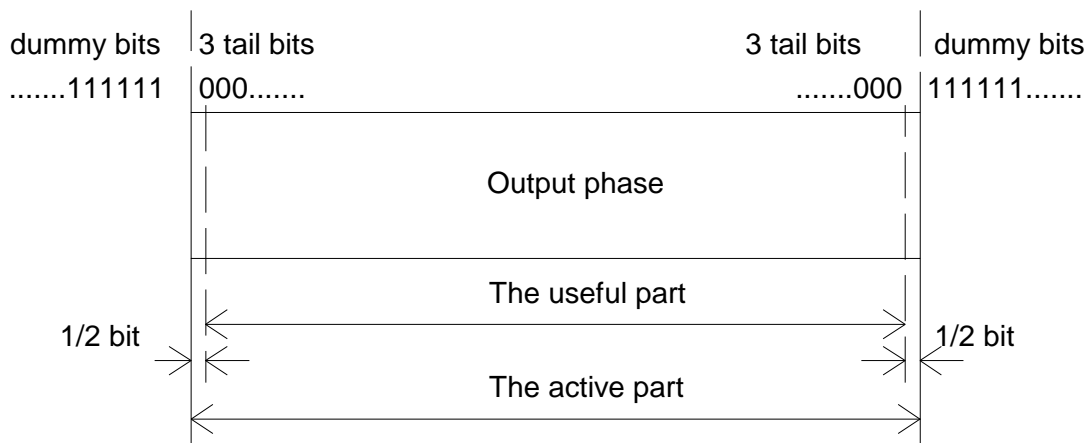 dummy bits 3 tail bits 3 tail bits dummy bits
.......111111 000....... .......000 111111.......
Output phase
The useful part
1/2 bit 1/2 bit
The active part